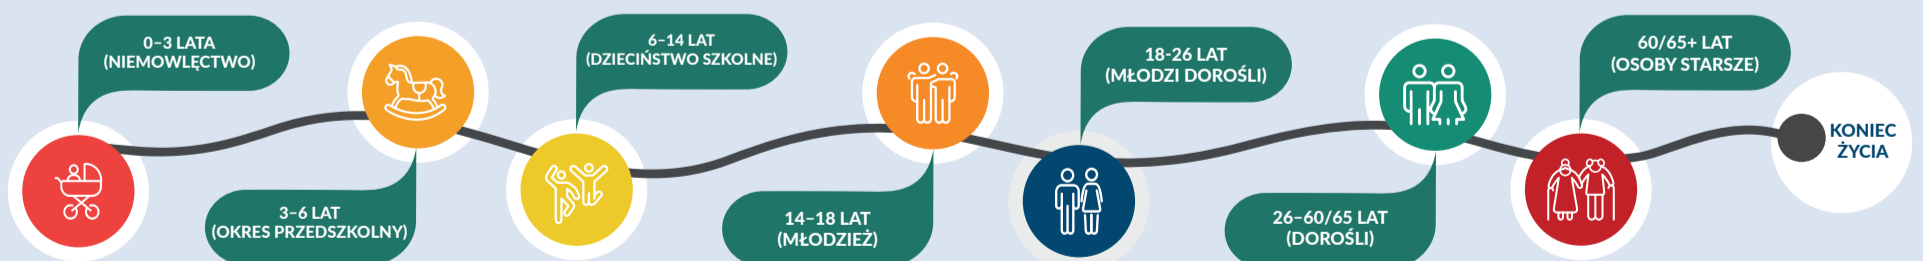 0–3 LATA
(NIEMOWLĘCTWO)
3–6 LAT
(OKRES PRZEDSZKOLNY)
6–14 LAT
(DZIECIŃSTWO SZKOLNE)
14–18 LAT
(MŁODZIEŻ)
18-26 LAT
(MŁODZI DOROŚLI)
26–60/65 LAT
(DOROŚLI)
60/65+ LAT
(OSOBY STARSZE)
KONIEC
ŻYCIA